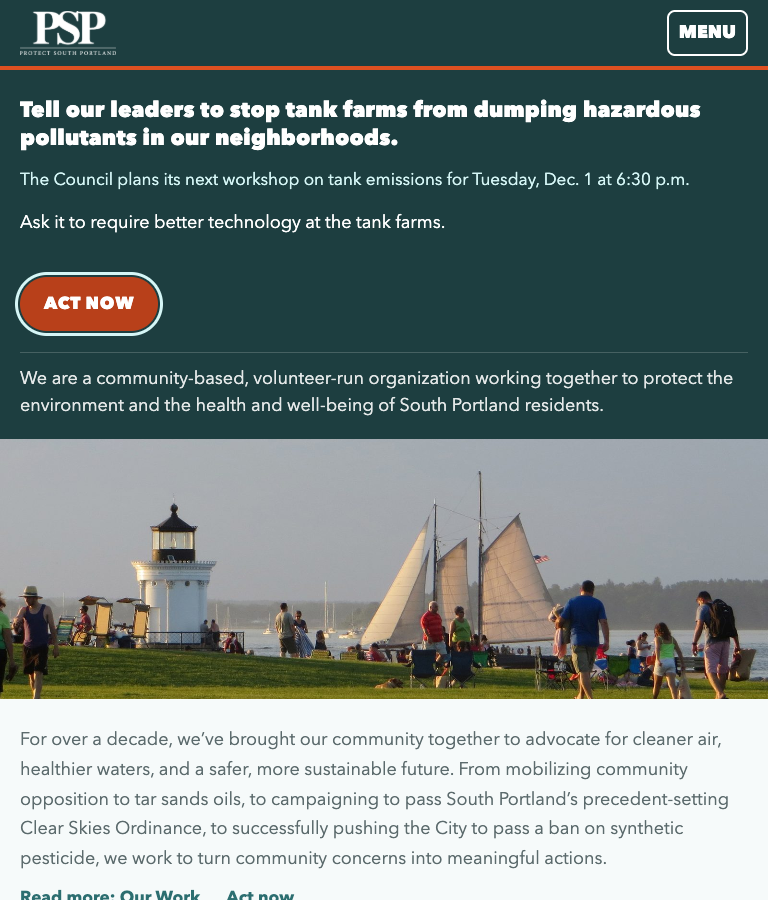 PSP
PROTECT SOUTH PORTLAND
MENU
Tell our leaders to stop tank farms from dumping hazardous
pollutants in our neighborhoods.
The Council plans its next workshop on tank emissions for Tuesday, Dec. 1 at 6:30 p.m.
Ask it to require better technology at the tank farms.
ACT NOW
We are a community-based, volunteer-run organization working together to protect the
environment and the health and well-being of South Portland residents.
For over a decade, we’ve brought our community together to advocate for cleaner air,
healthier waters, and a safer, more sustainable future. From mobilizing community
opposition to tar sands oils, to campaigning to pass South Portland’s precedent-setting
Clear Skies Ordinance, to successfully pushing the City to pass a ban on synthetic
pesticide, we work to turn community concerns into meaningful actions.
Read more: Our Work Act now